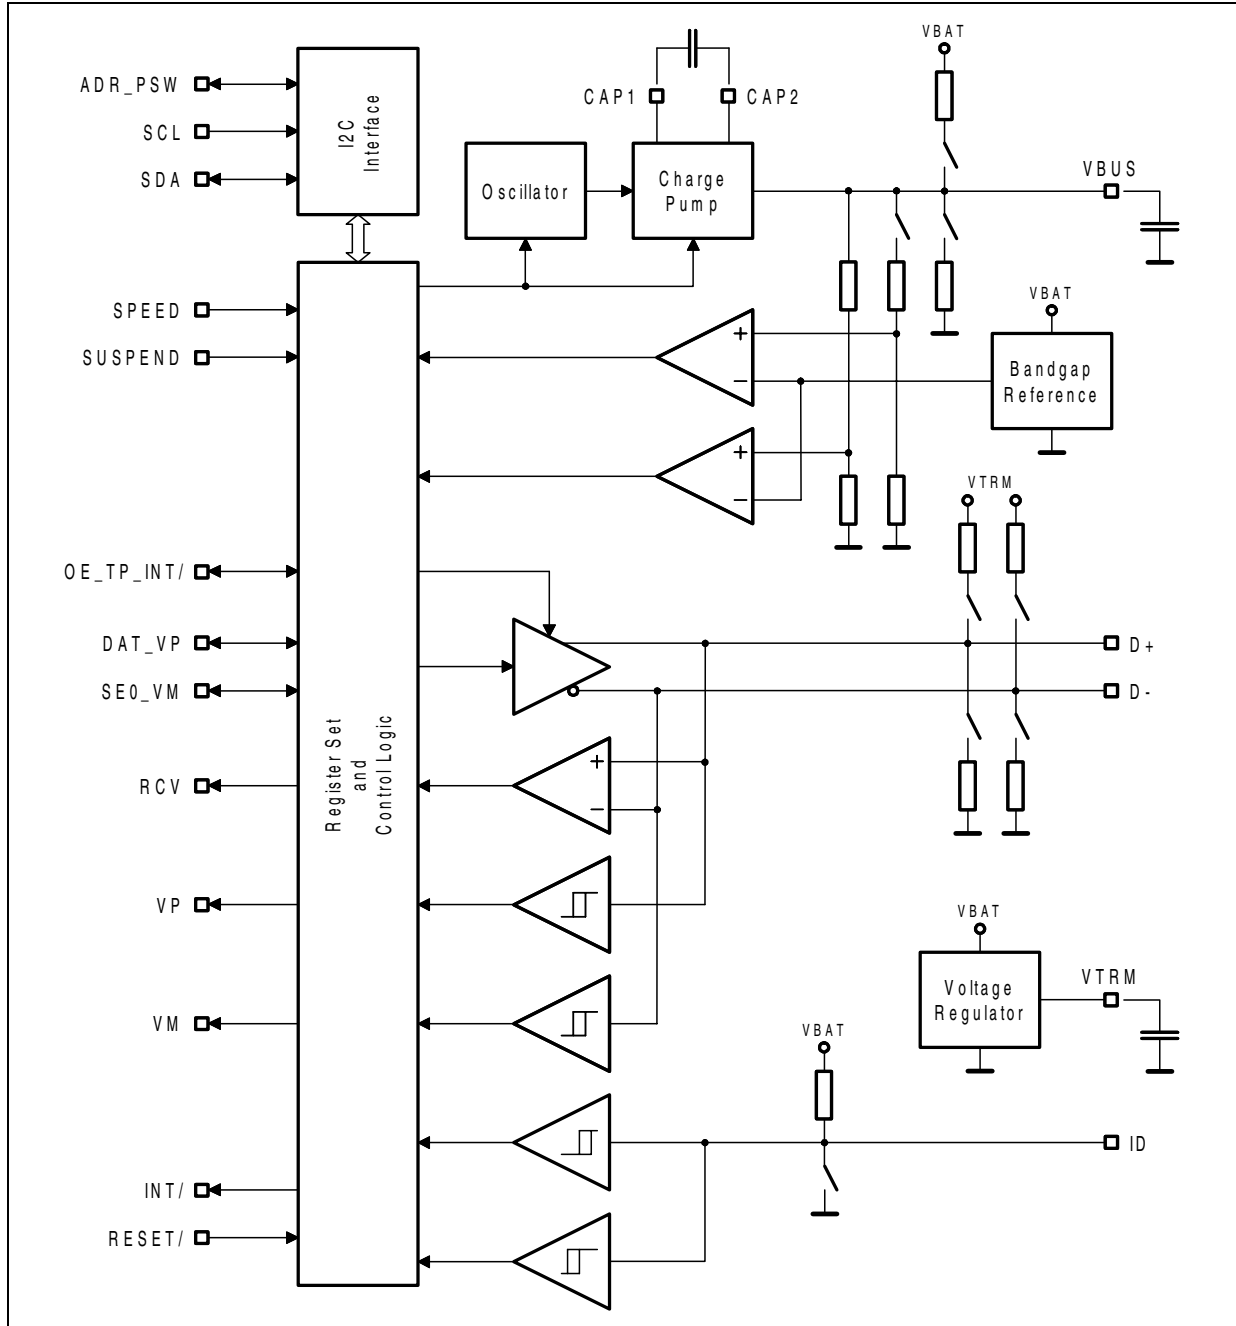 ADR_PSW
SCL
SDA
I2C
Interface
CAP1
CAP2
VBAT
Oscillator
Charge
Pump
VBUS
SPEED
SUSPEND
+
−
VBAT
Bandgap
Reference
+
−
VTRM
OE_TP_INT/
DAT_VP
SE0_VM
D+
D-
Register Set
and
Control Logic
+
−
RCV
VP
VM
VBAT
Voltage
Regulator
VTRM
VBAT
ID
INT/
RESET/